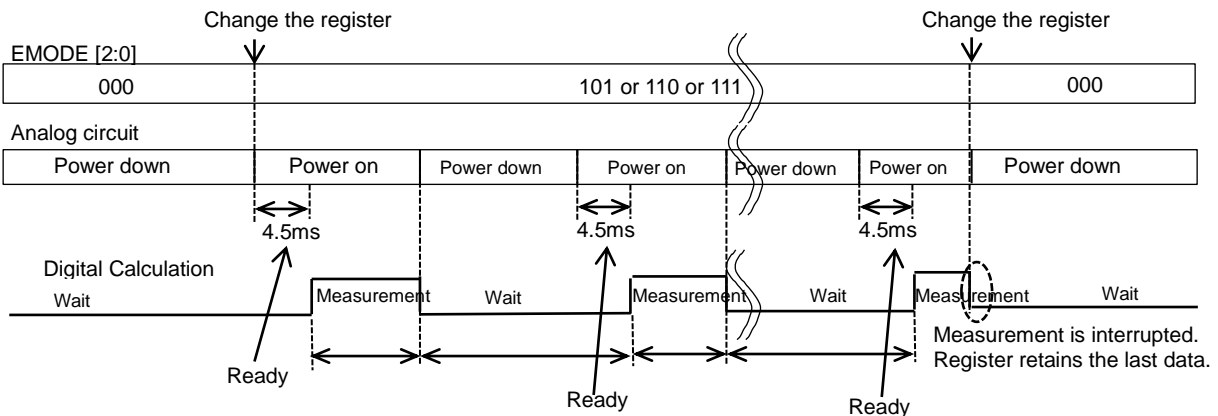 Change the register
Change the register
EMODE [2:0]
000
101 or 110 or 111
000
Analog circuit
Power down
Power on
Power down
Power on
Power down
Power on
Power down
4.5ms
4.5ms
4.5ms
Digital Calculation
Wait
Measurement
Wait
Measurement
Wait
Measurement
Wait
Measurement is interrupted.
Register retains the last data.
Ready
Ready
Ready